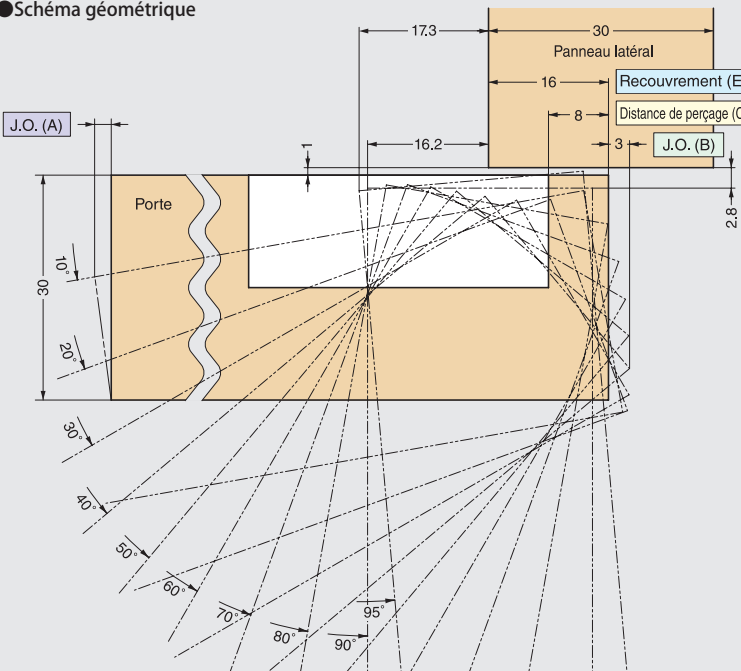 ●Schéma géométrique
17.3
30
Panneau latéral
16
Recouvrement (E
J.O. (A)
8
Distance de perçage (C
1
16.2
3
J.O. (B)
Porte
2.8
30
10°
20°
30°
40°
50°
60°
70°
80°
90°
95°